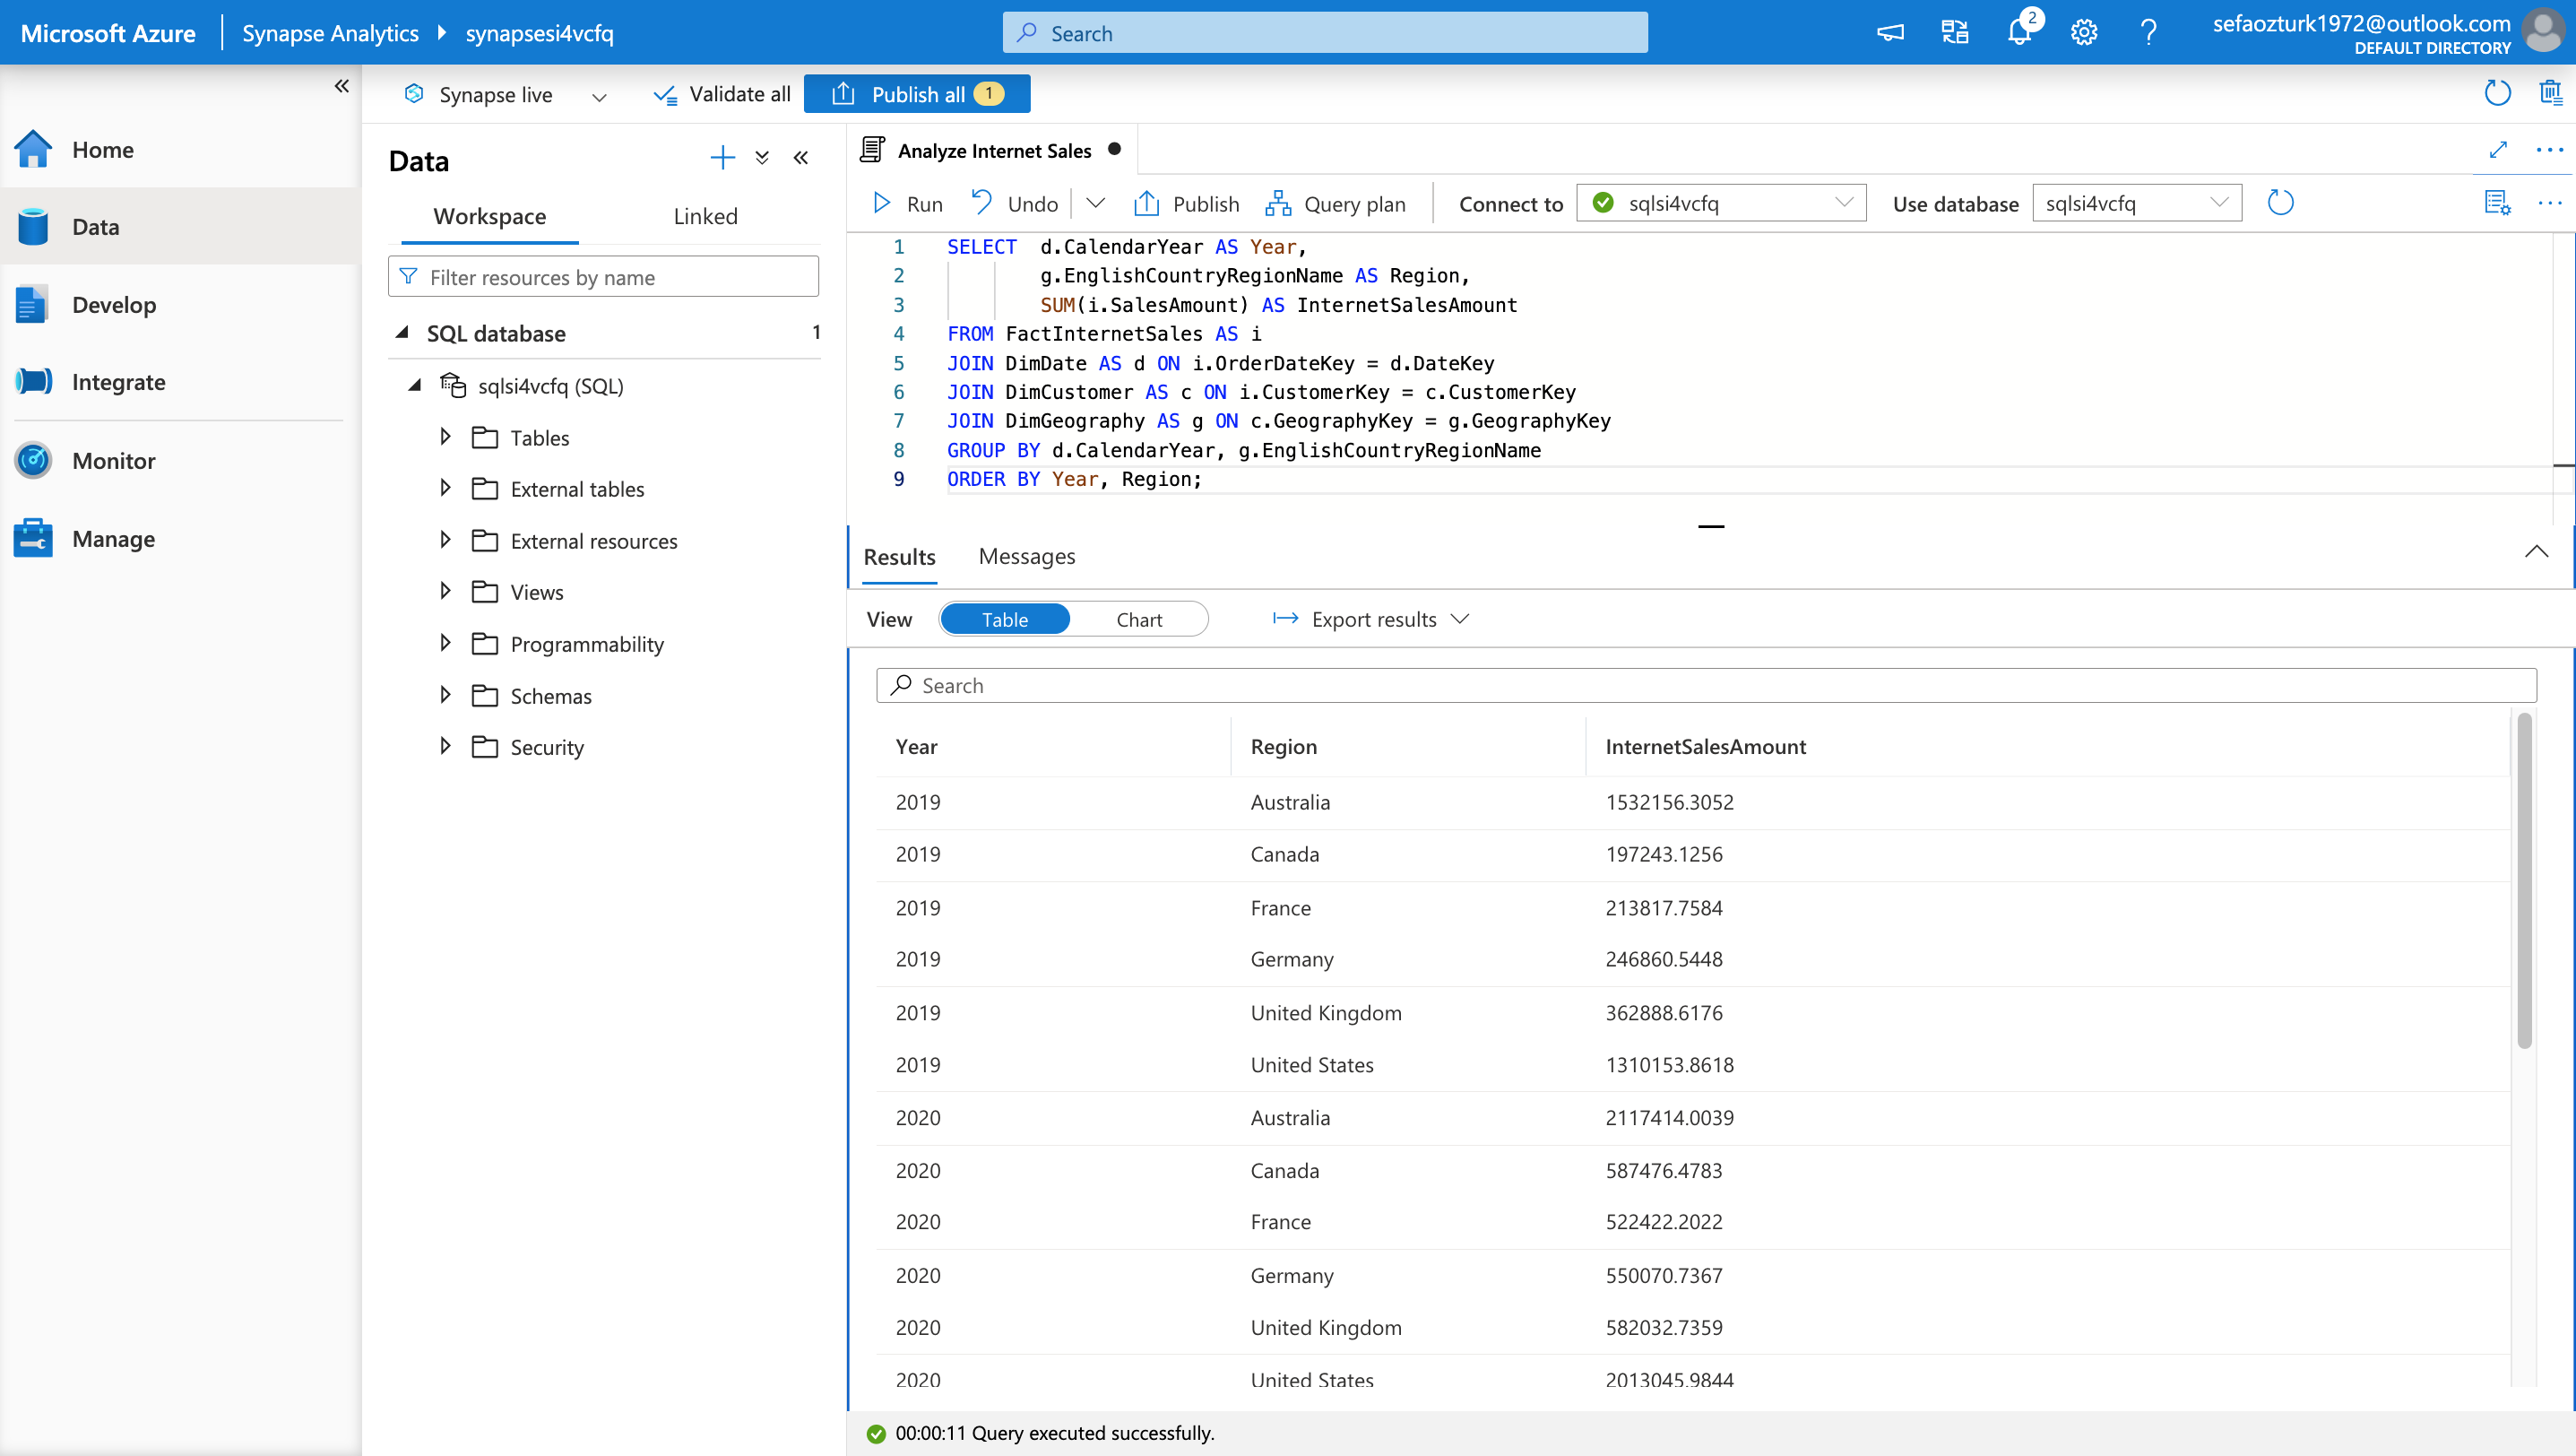 Microsoft Azure
Synapse Analytics
synapsesi4vcfq
Search
2
sefaozturk1972@outlook.com
DEFAULT DIRECTORY
Synapse live
Validate all
Publish all
1
Home
Data
Develop
Integrate
Monitor
Manage
Data
Workspace
Linked
Filter resources by name
SQL database
1
sqlsi4vcfq (SQL)
Tables
External tables
External resources
Views
Programmability
Schemas
Security
Analyze Internet Sales
Run
Undo
Publish
Query plan
Connect to
sqlsi4vcfq
Use database
sqlsi4vcfq
1 SELECT d.CalendarYear AS Year,
2 g.EnglishCountryRegionName AS Region,
3 SUM(i.SalesAmount) AS InternetSalesAmount
4 FROM FactInternetSales AS i
5 JOIN DimDate AS d ON i.OrderDateKey = d.DateKey
6 JOIN DimCustomer AS c ON i.CustomerKey = c.CustomerKey
7 JOIN DimGeography AS g ON c.GeographyKey = g.GeographyKey
8 GROUP BY d.CalendarYear, g.EnglishCountryRegionName
9 ORDER BY Year, Region;
Results
Messages
View
Table
Chart
Export results
Search
Year Region InternetSalesAmount
2019 Australia 1532156.3052
2019 Canada 197243.1256
2019 France 213817.7584
2019 Germany 246860.5448
2019 United Kingdom 362888.6176
2019 United States 1310153.8618
2020 Australia 2117414.0039
2020 Canada 587476.4783
2020 France 522422.2022
2020 Germany 550070.7367
2020 United Kingdom 582032.7359
2020 United States 2013045.9844
00:00:11 Query executed successfully.